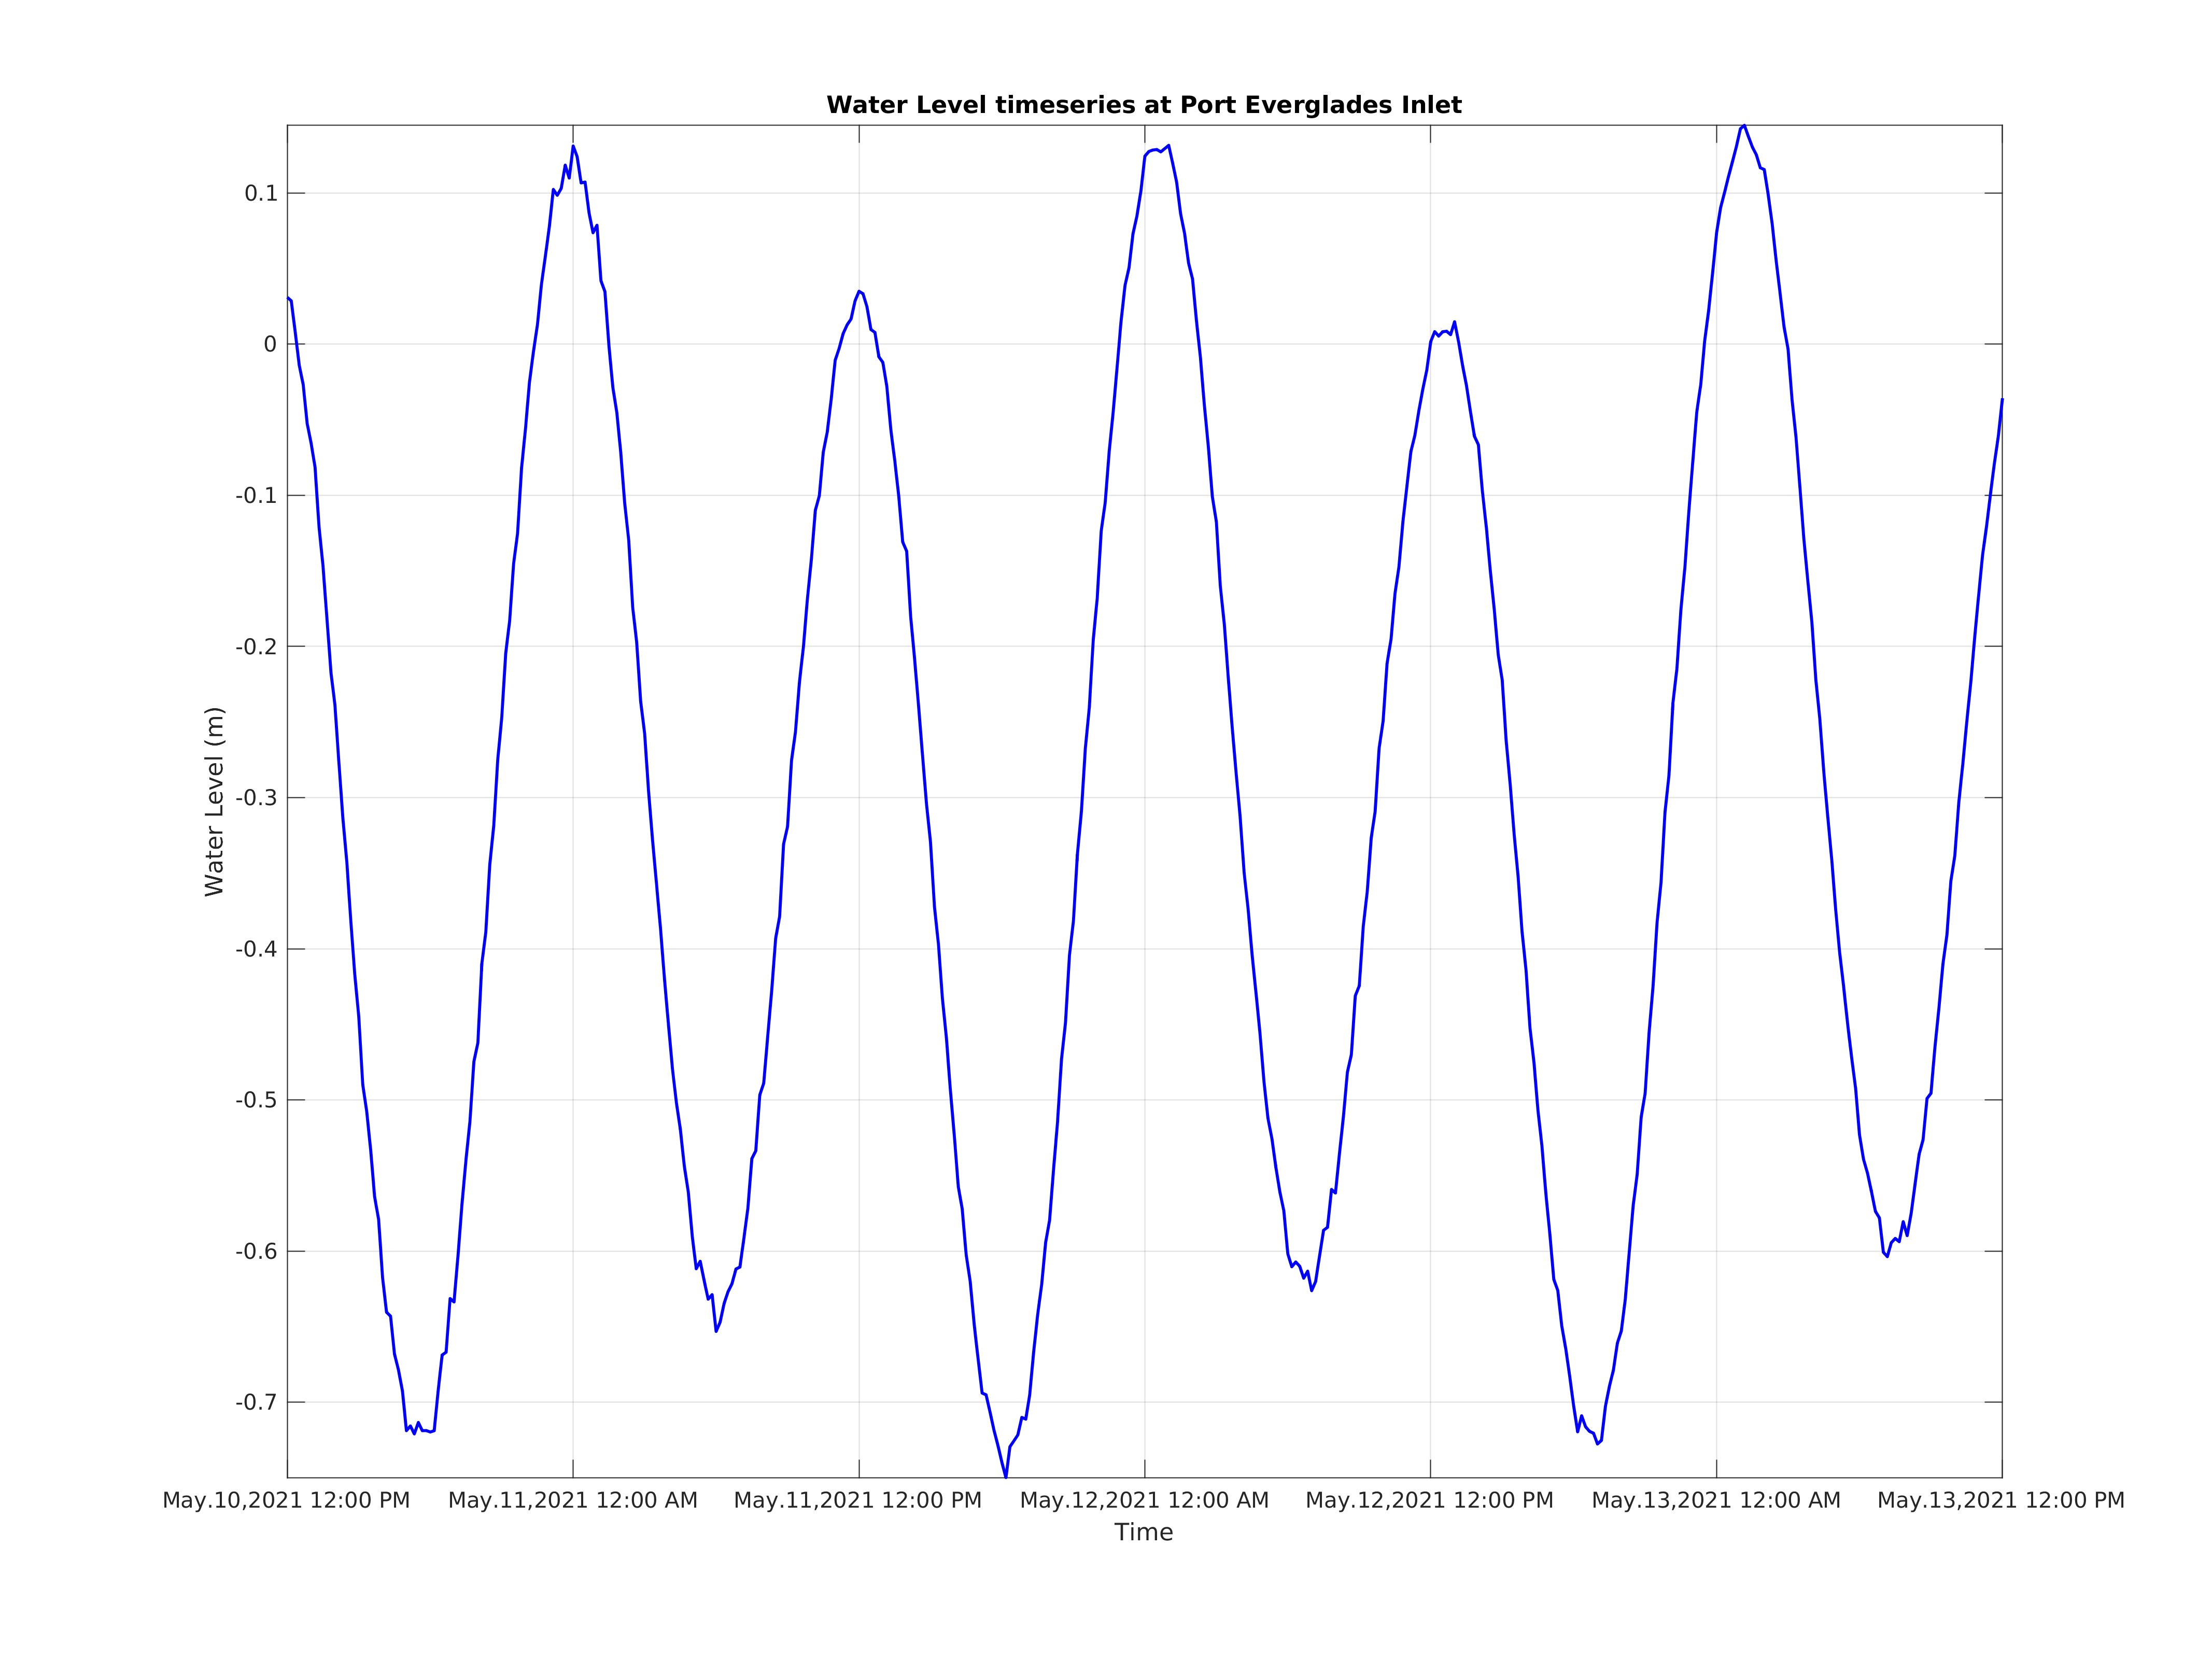 Water Level timeseries at Port Everglades Inlet
0.1
0
-0.1
-0.2
-0.3
-0.4
-0.5
-0.6
-0.7
Water Level (m)
May.10,2021 12:00 PM May.11,2021 12:00 AM May.11,2021 12:00 PM May.12,2021 12:00 AM May.12,2021 12:00 PM May.13,2021 12:00 AM May.13,2021 12:00 PM
Time